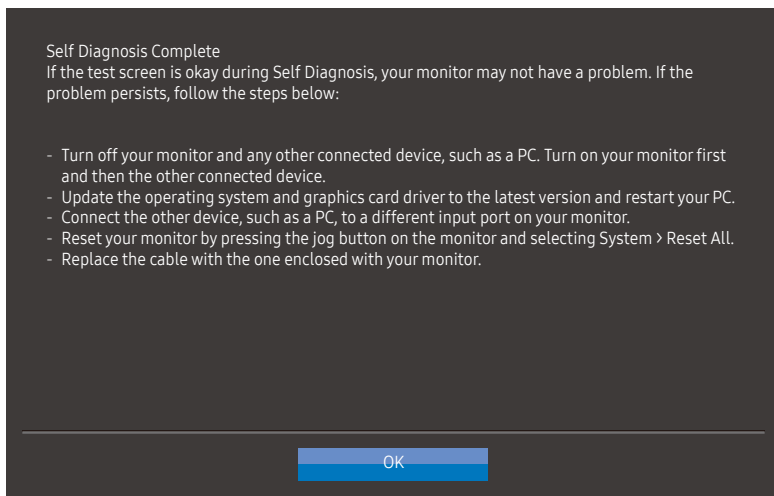 Self Diagnosis Complete
If the test screen is okay during Self Diagnosis, your monitor may not have a problem. If the
problem persists, follow the steps below:
- Turn off your monitor and any other connected device, such as a PC. Turn on your monitor first
and then the other connected device.
- Update the operating system and graphics card driver to the latest version and restart your PC.
- Connect the other device, such as a PC, to a different input port on your monitor.
- Reset your monitor by pressing the jog button on the monitor and selecting System > Reset All.
- Replace the cable with the one enclosed with your monitor.
OK